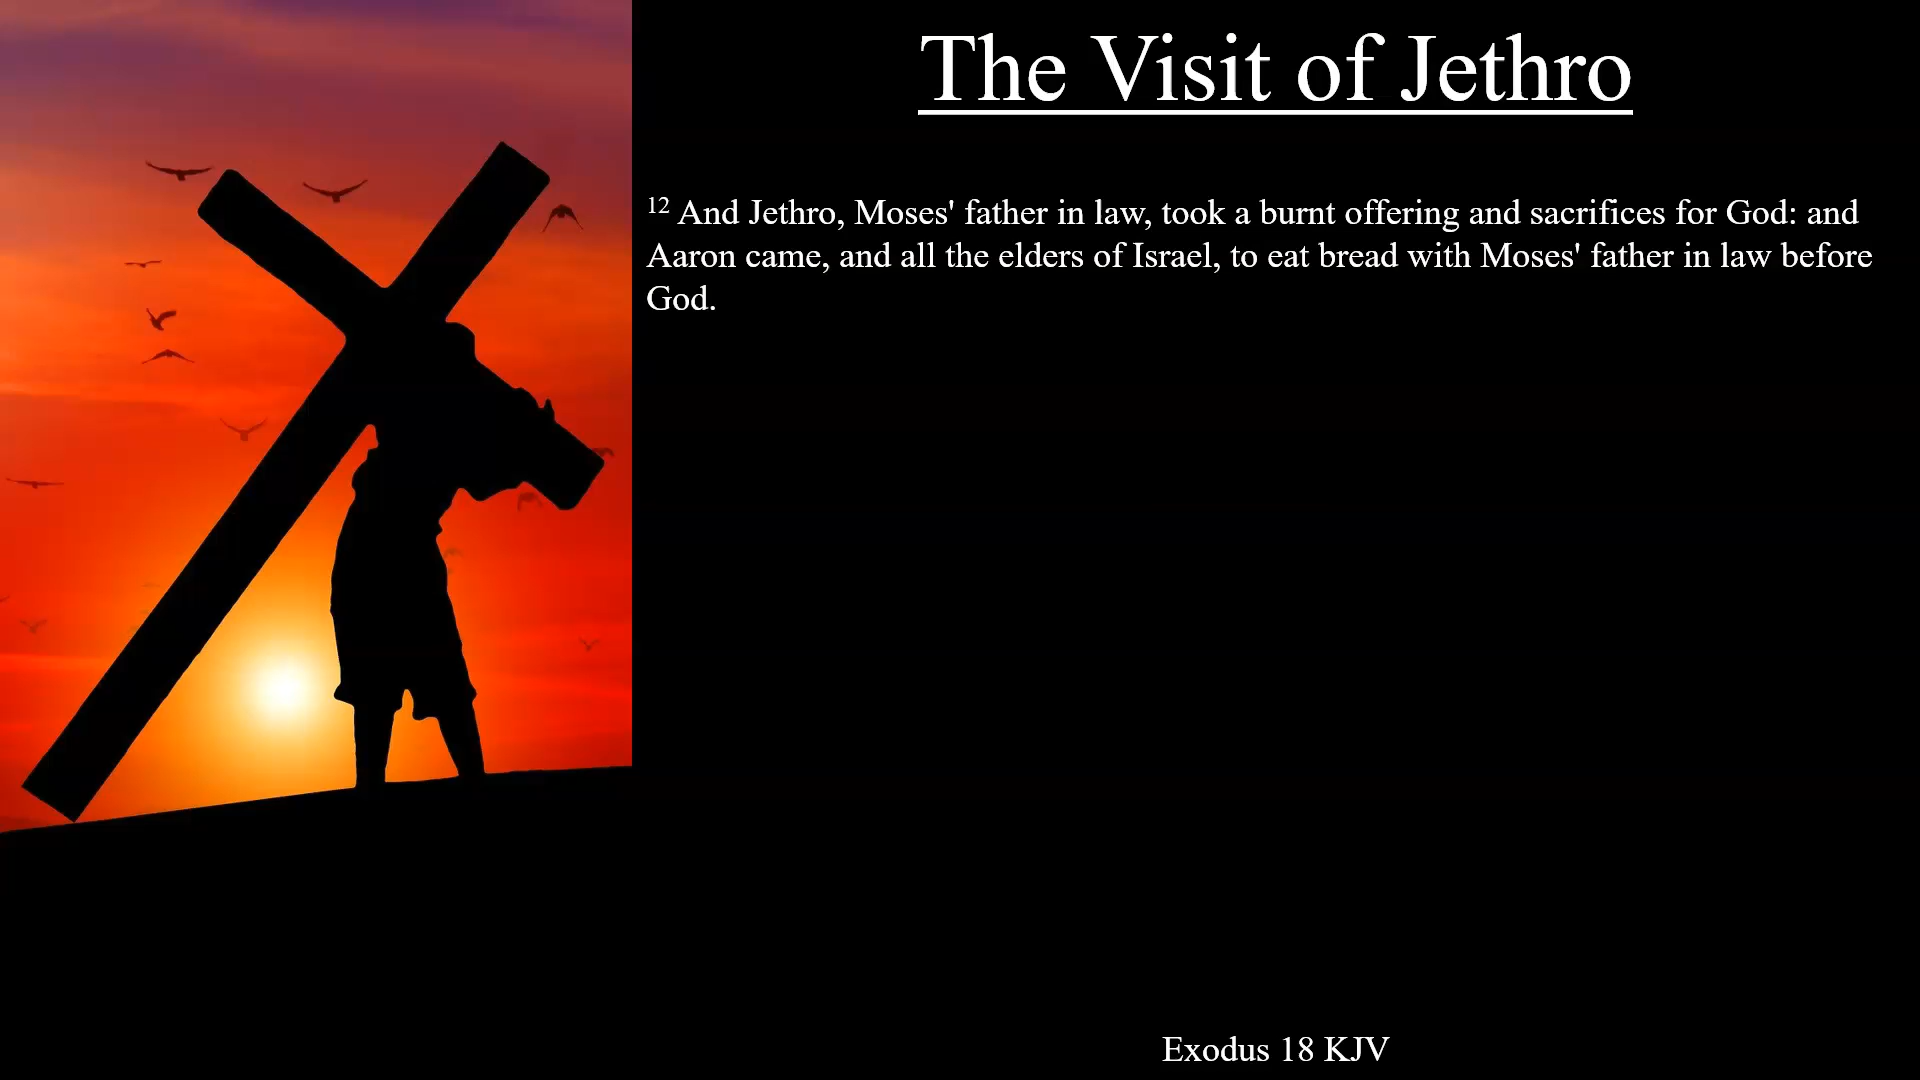 The Visit of Jethro
12 And Jethro, Moses' father in law, took a burnt offering and sacrifices for God: and
Aaron came, and all the elders of Israel, to eat bread with Moses' father in law before
God.
Exodus 18 KJV